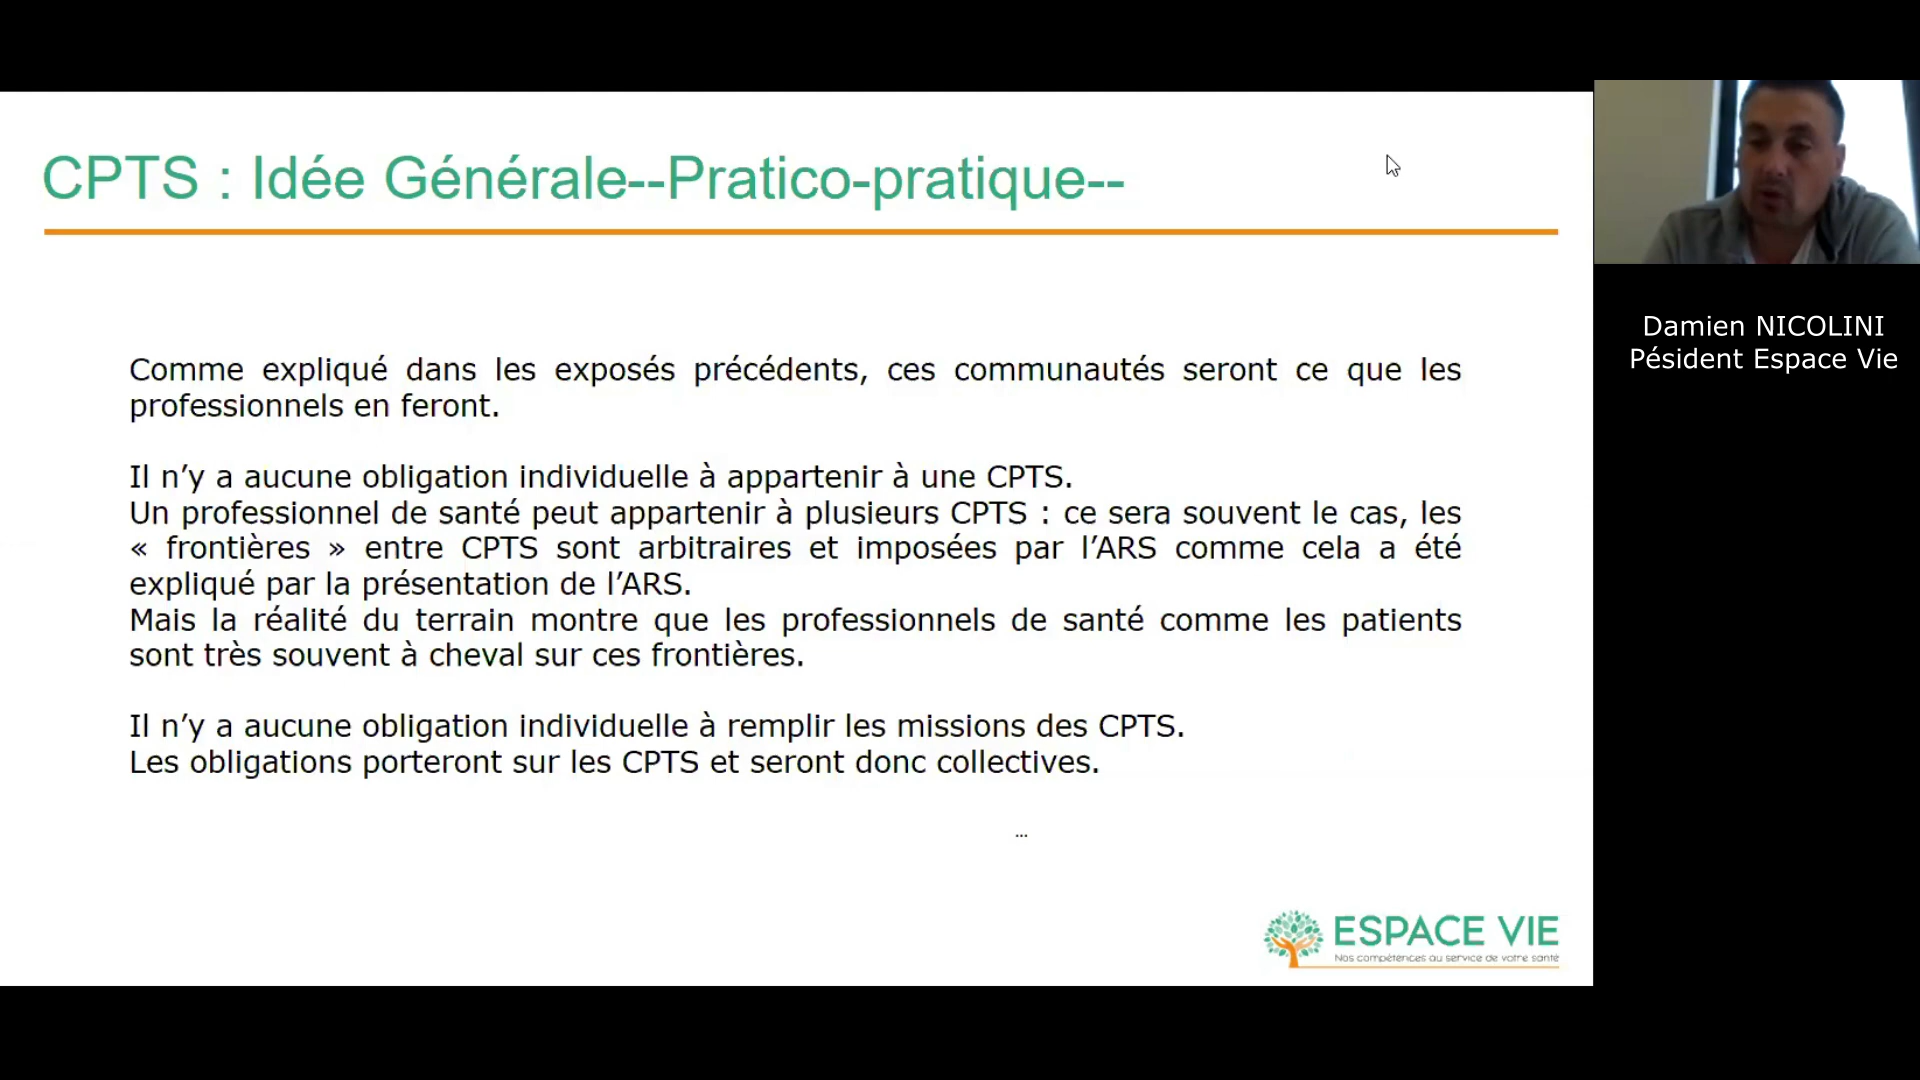 CPTS : Idée Générale--Pratico-pratique--
Comme expliqué dans les exposés précédents, ces communautés seront ce que les
professionnels en feront.
Il n’y a aucune obligation individuelle à appartenir à une CPTS.
Un professionnel de santé peut appartenir à plusieurs CPTS : ce sera souvent le cas, les
« frontières » entre CPTS sont arbitraires et imposées par l’ARS comme cela a été
expliqué par la présentation de l’ARS.
Mais la réalité du terrain montre que les professionnels de santé comme les patients
sont très souvent à cheval sur ces frontières.
Il n’y a aucune obligation individuelle à remplir les missions des CPTS.
Les obligations porteront sur les CPTS et seront donc collectives.
...
ESPACE VIE
Nos compétences au service de votre santé
Damien NICOLINI
Pésident Espace Vie